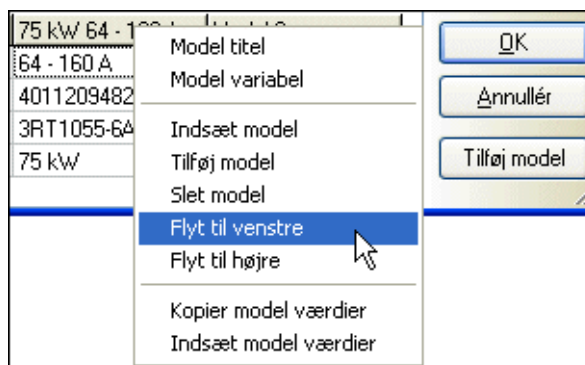 75 kW 64 - 1
64 - 160 A
4011209482
3RT1055-6A
75 kW
Model titel
Model variabel
Indsæt model
Tilføj model
Slet model
Flyt til venstre
Flyt til højre
Kopier model værdier
Indsæt model værdier
OK
Annullér
Tilføj model